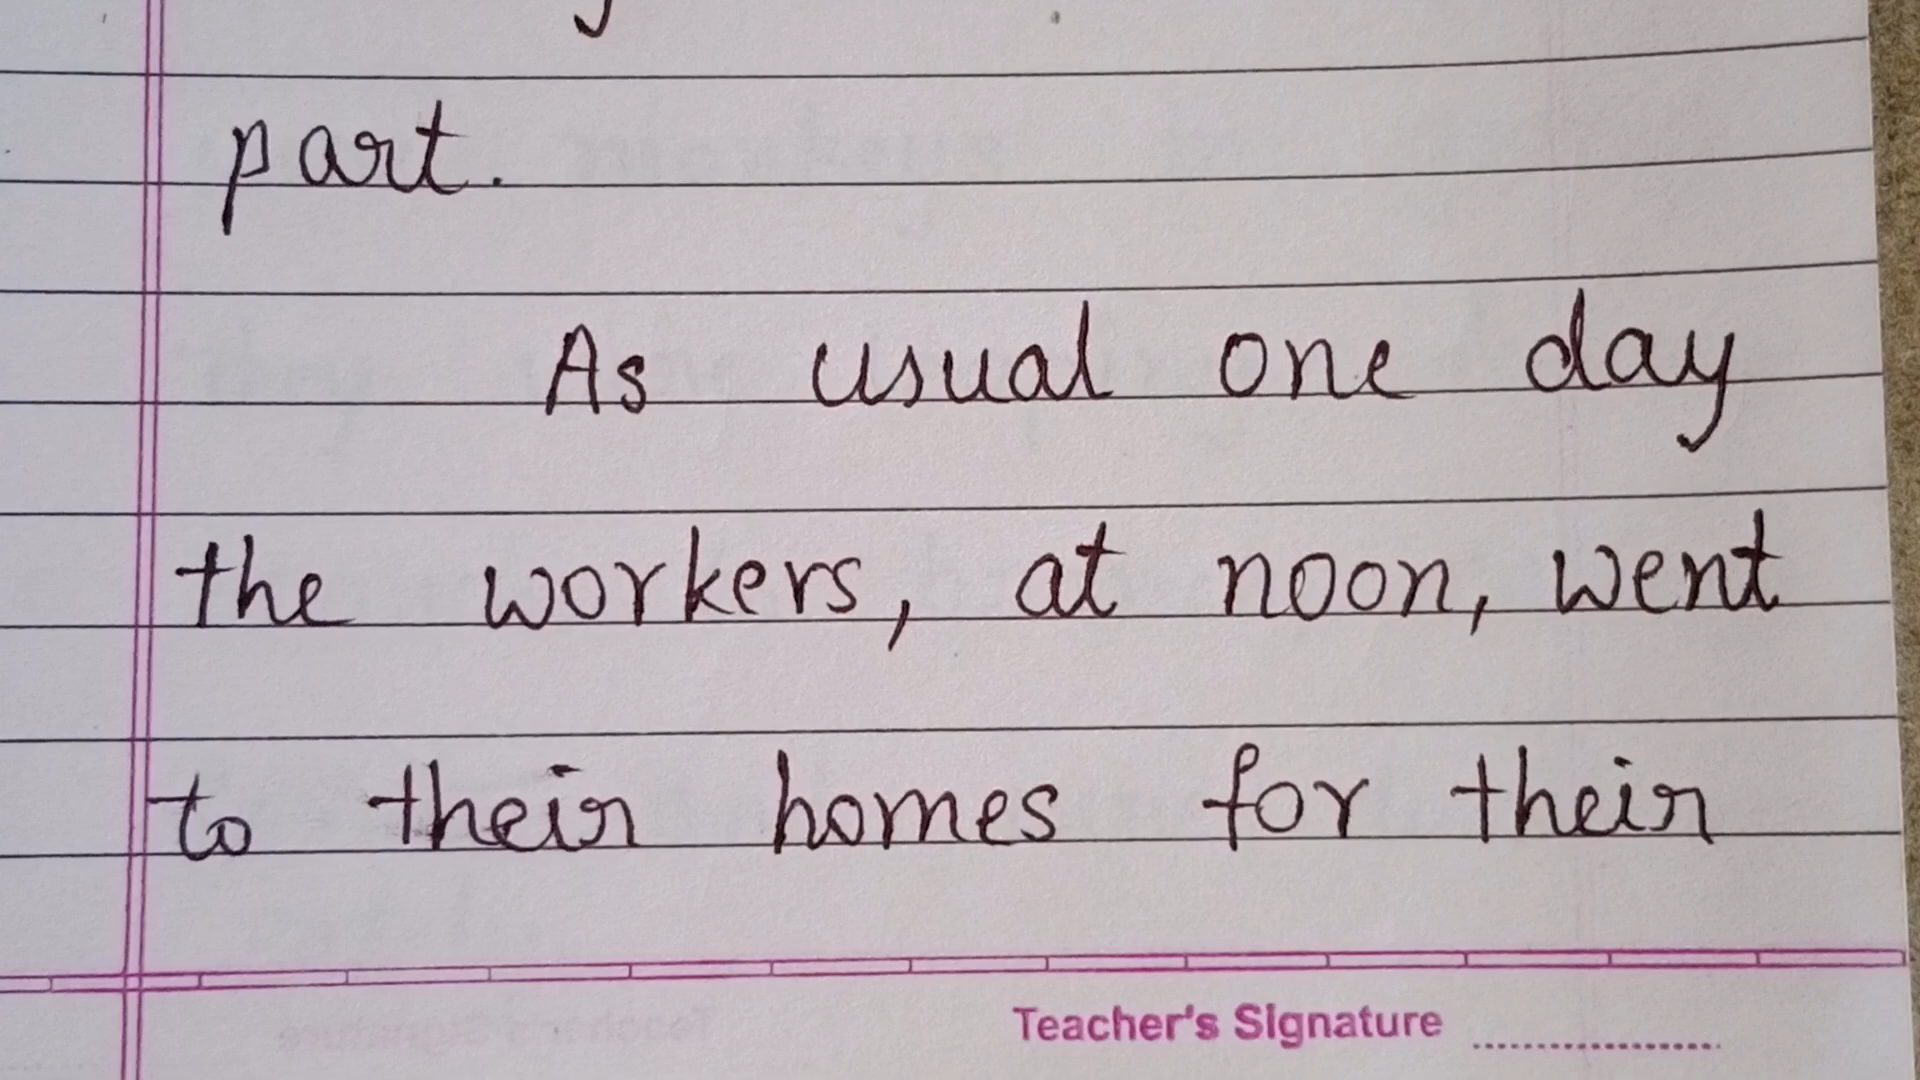 part.
As usual one day
the workers, at noon, went
to their homes for their
Teacher's Signature ....................